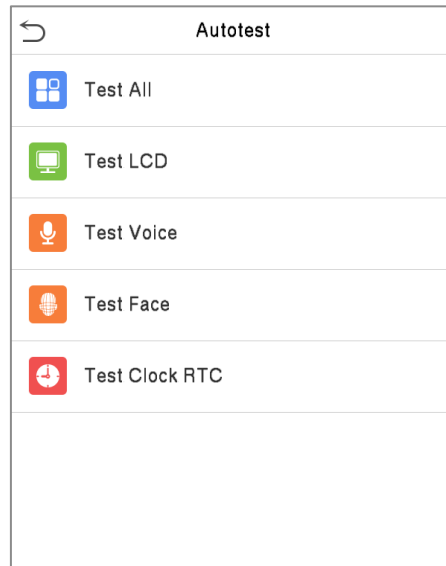 Autotest
Test All
Test LCD
Test Voice
Test Face
Test Clock RTC